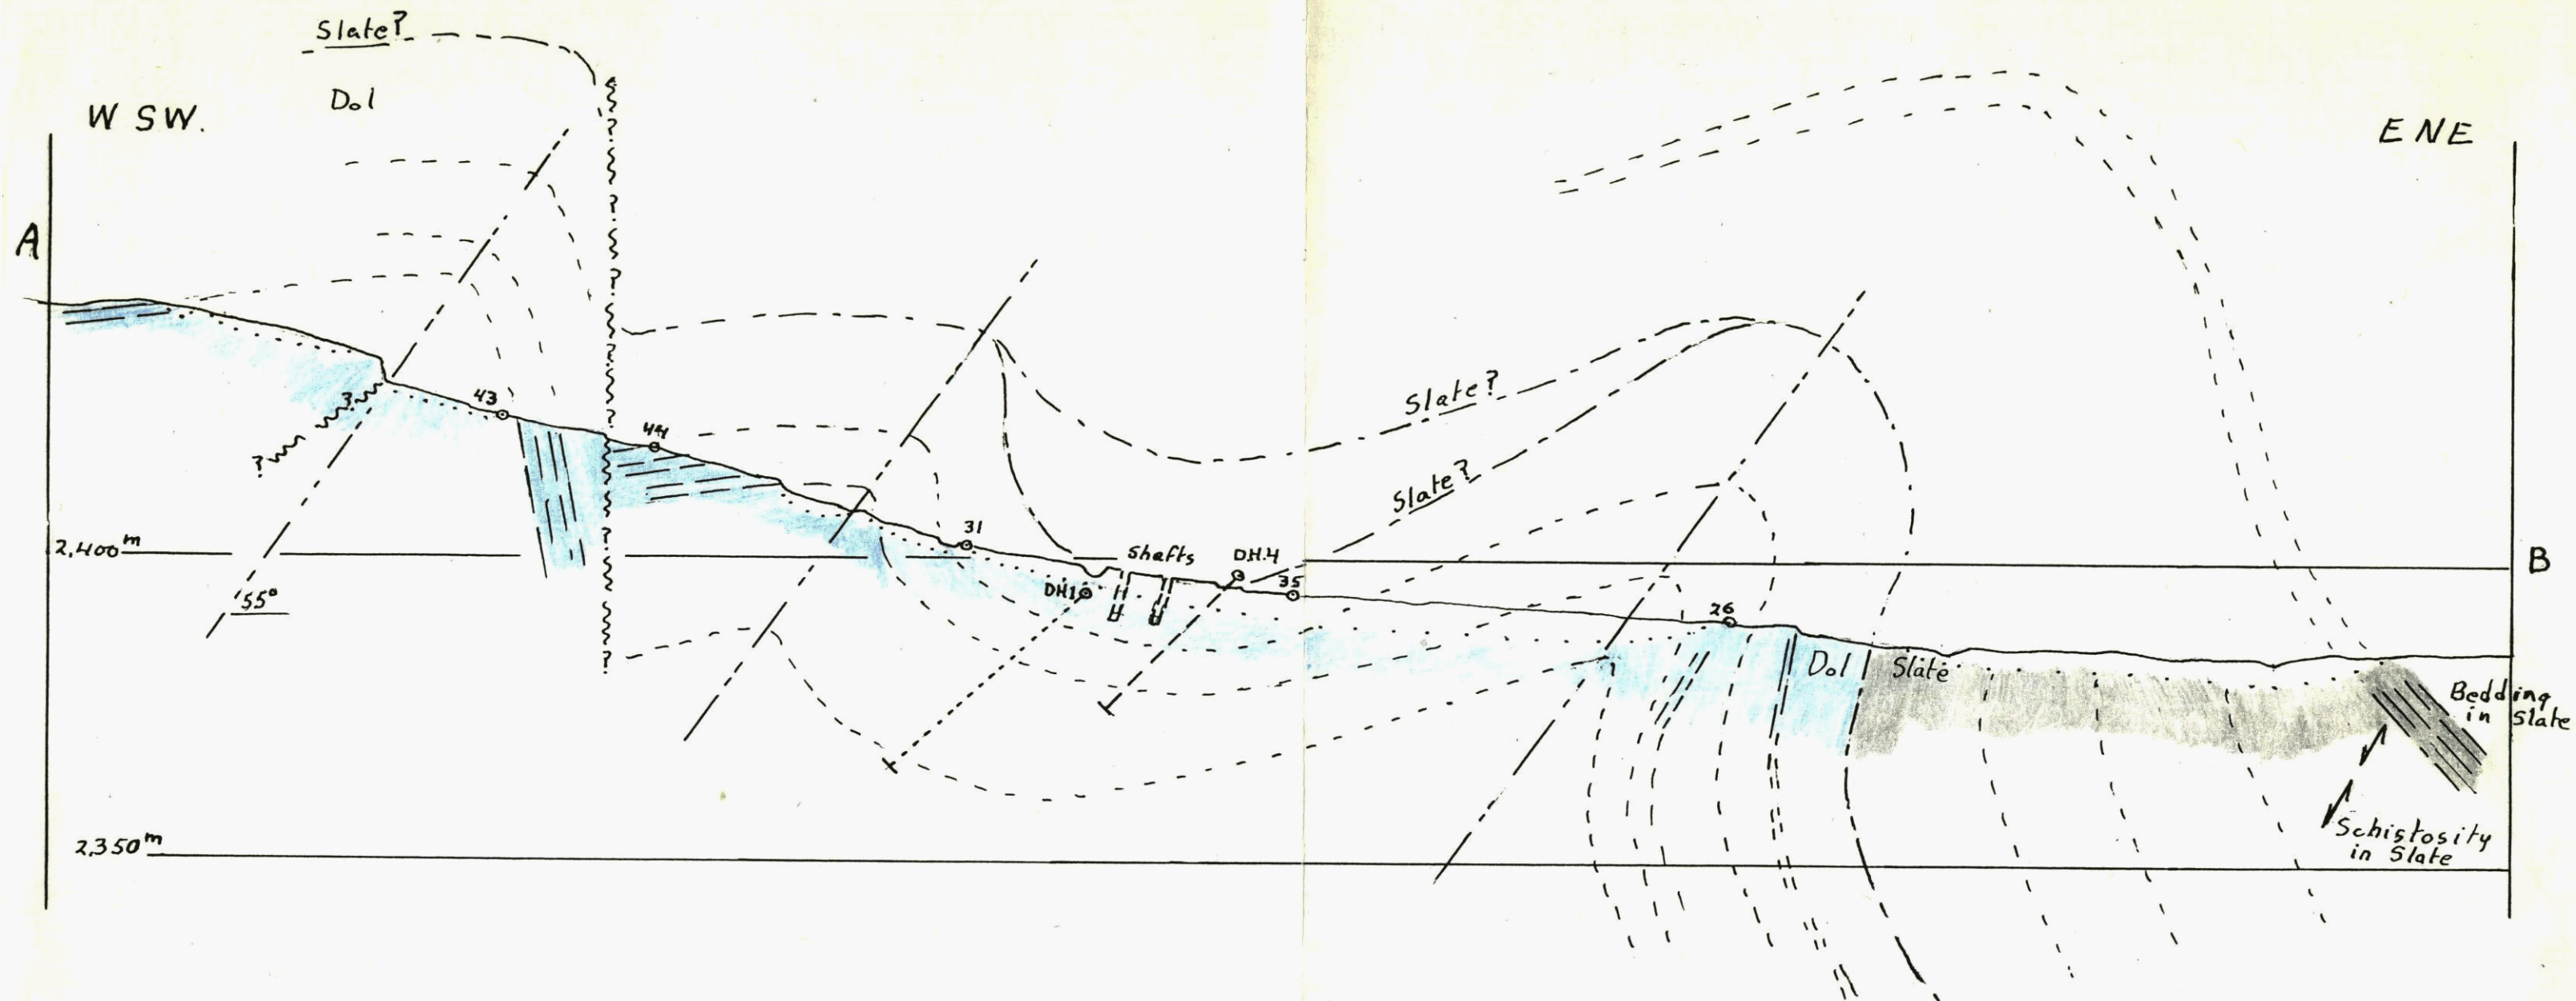 Slate?
Dol
W SW.
ENE
A
43
?
44
?
Slate?
Slate?
31
2,400m
Shafts
DH.4
B
55°
DH1
35
26
Dol
Slate
Bedding
in Slate
2,350m
Schistosity
in Slate